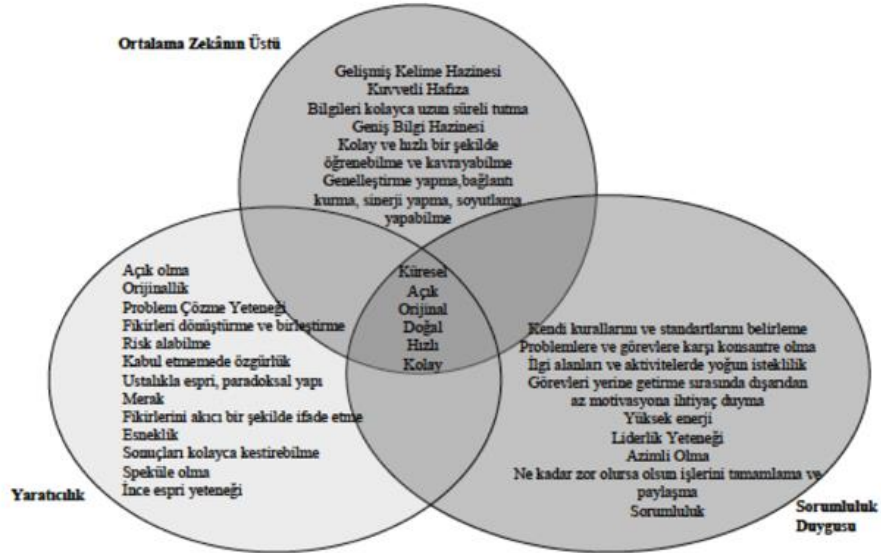 Ortalama Zekânın Üstü
Gelişmiş Kelime Hazinesi
Kuvvetli Hafıza
Bilgileri kolayca uzun süreli tutma
Geniş Bilgi Hazinesi
Kolay ve hızlı bir şekilde
öğrenebilme ve kavrayabilme
Genelleştirme yapma,bağlantı
kurma, sinerji yapma, soyutlama
yapabilme
Açık olma
Orijinallik
Problem Çözme Yeteneği
Fikirleri dönüştürme ve birleştirme
Risk alabilme
Kabul etmemede özgürlük
Ustalıkla espri, paradoksal yapı
Merak
Fikirlerini akıcı bir şekilde ifade etme
Esneklik
Sonuçları kolayca kestirebilme
Speküle olma
İnce espri yeteneği
Yaratıcılık
Küresel
Açık
Orijinal
Doğal
Hızlı
Kolay
Kendi kurallarını ve standartlarını belirleme
Problemlere ve görevlere karşı konsantre olma
İlgi alanları ve aktivitelerde yoğun isteklilik
Görevleri yerine getirme sırasında dışarıdan
az motivasyona ihtiyaç duyma
Yüksek enerji
Liderlik Yeteneği
Azimli Olma
Ne kadar zor olursa olsun işlerini tamamlama ve
paylaşma
Sorumluluk
Sorumluluk
Duygusu